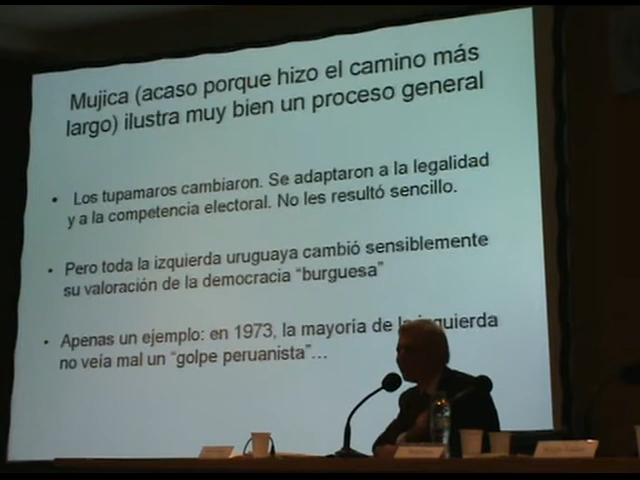 Mujica (acaso porque hizo el camino más
largo) ilustra muy bien un proceso general
• Los tupamaros cambiaron. Se adaptaron a la legalidad
y a la competencia electoral. No les resultó sencillo.
• Pero toda la izquierda uruguaya cambió sensiblemente
su valoración de la democracia “burguesa”
• Apenas un ejemplo: en 1973, la mayoría de la izquierda
no veía mal un “golpe peruanista”...